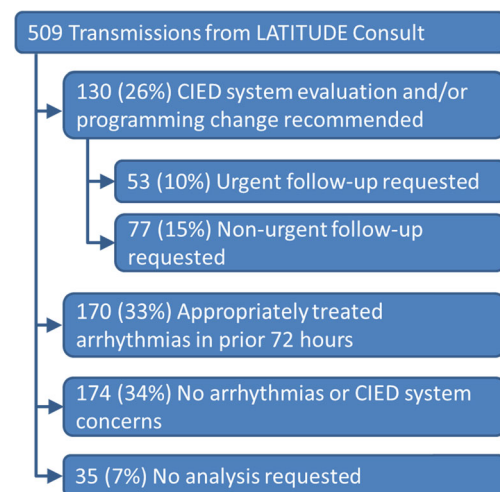 509 Transmissions from LATITUDE Consult
130 (26%) CIED system evaluation and/or
programming change recommended
53 (10%) Urgent follow-up requested
77 (15%) Non-urgent follow-up
requested
170 (33%) Appropriately treated
arrhythmias in prior 72 hours
174 (34%) No arrhythmias or CIED system
concerns
35 (7%) No analysis requested